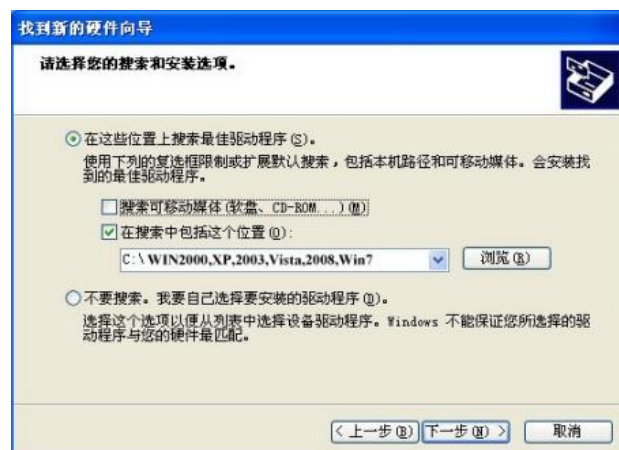 找到新的硬件向导
请选择您的搜索和安装选项。
在这些位置上搜索最佳驱动程序(S)。
使用下列的复选框限制或扩展默认搜索，包括本机路径和可移动媒体。会安装找
到的最佳驱动程序。
搜索可移动媒体(软盘、CD-ROM...)(M)
在搜索中包括这个位置(O):
C:\WIN2000,XP,2003,Vista,2008,Win7
浏览(R)
不要搜索。我要自己选择要安装的驱动程序(D)。
选择这个选项以便从列表中选择设备驱动程序。Windows 不能保证您所选择的驱
动程序与您的硬件最匹配。
< 上一步(B) 下一步(N) > 取消